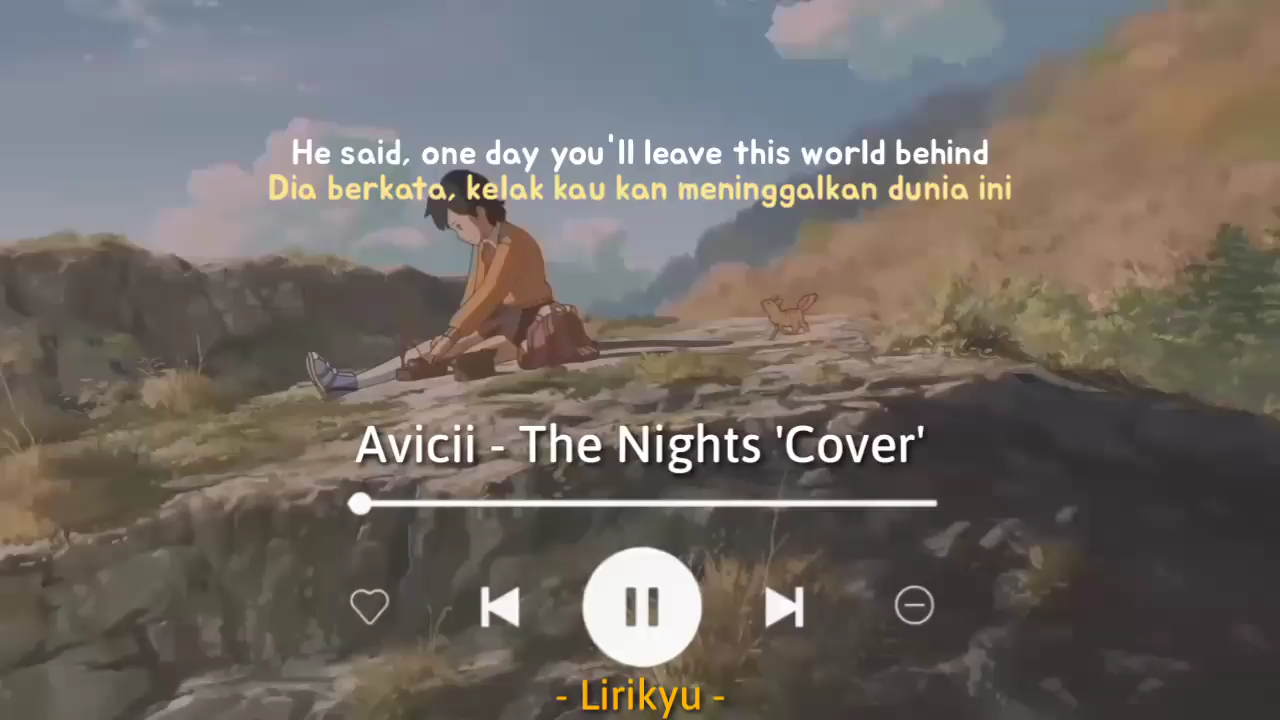 He said, one day you'll leave this world behind
Dia berkata, kelak kau kan meninggalkan dunia ini
Avicii - The Nights 'Cover'
- Lirikyu -